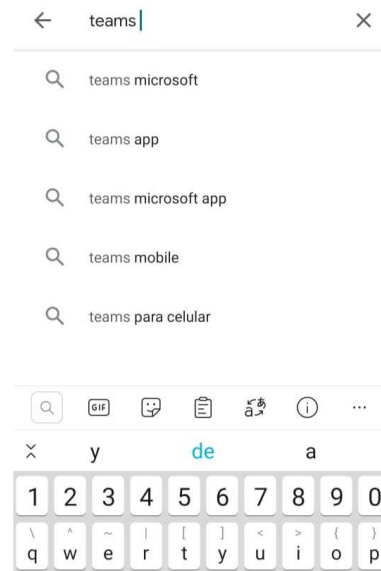 teams
teams microsoft
teams app
teams microsoft app
teams mobile
teams para celular
GIF
y de a
1 2 3 4 5 6 7 8 9 0
\ ^ ~ | [ ] < > { }
q w e r t y u i o p